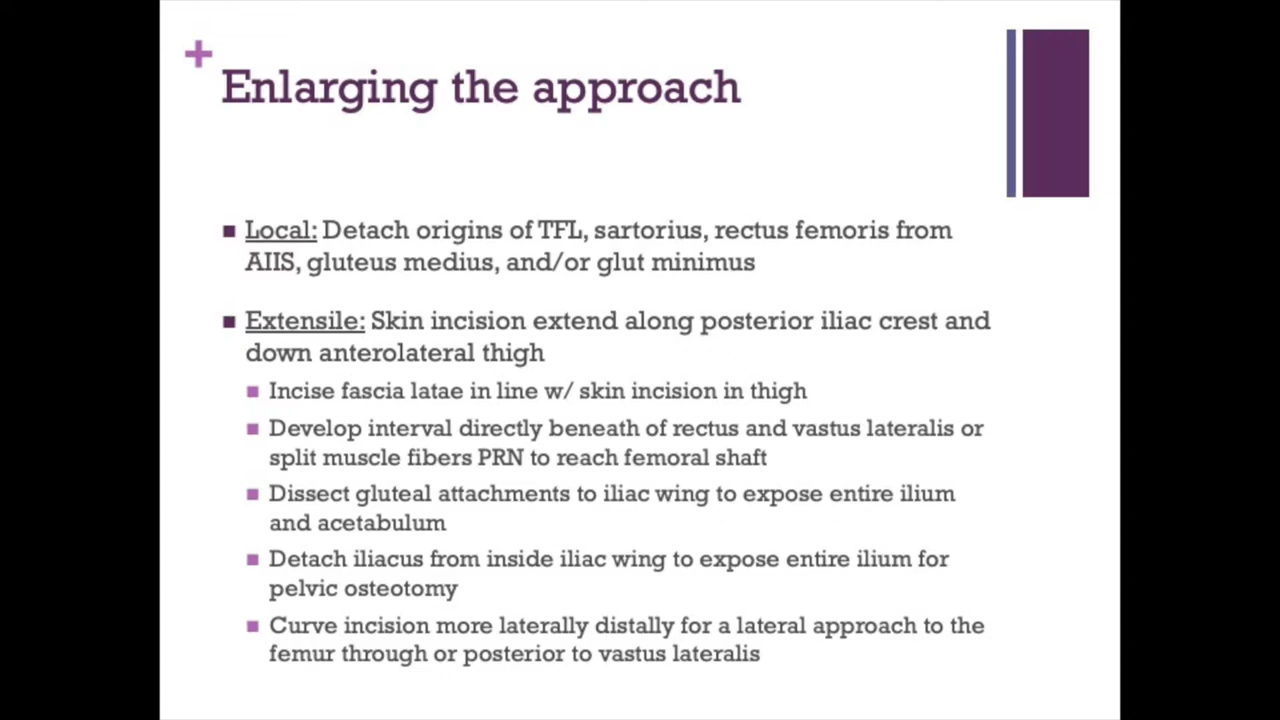 +
Enlarging the approach
Local: Detach origins of TFL, sartorius, rectus femoris from
AIIS, gluteus medius, and/or glut minimus
Extensile: Skin incision extend along posterior iliac crest and
down anterolateral thigh
Incise fascia latae in line w/ skin incision in thigh
Develop interval directly beneath of rectus and vastus lateralis or
split muscle fibers PRN to reach femoral shaft
Dissect gluteal attachments to iliac wing to expose entire ilium
and acetabulum
Detach iliacus from inside iliac wing to expose entire ilium for
pelvic osteotomy
Curve incision more laterally distally for a lateral approach to the
femur through or posterior to vastus lateralis